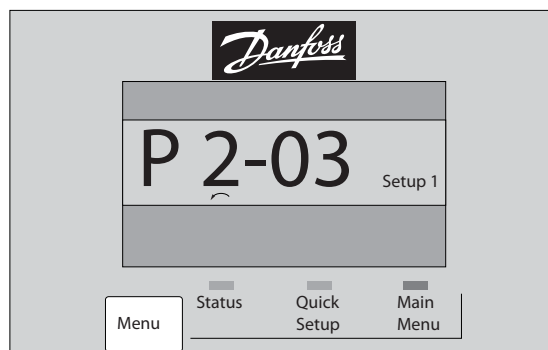 Danfoss
P 2-03
Setup 1
Status
Quick
Setup
Main
Menu
Menu